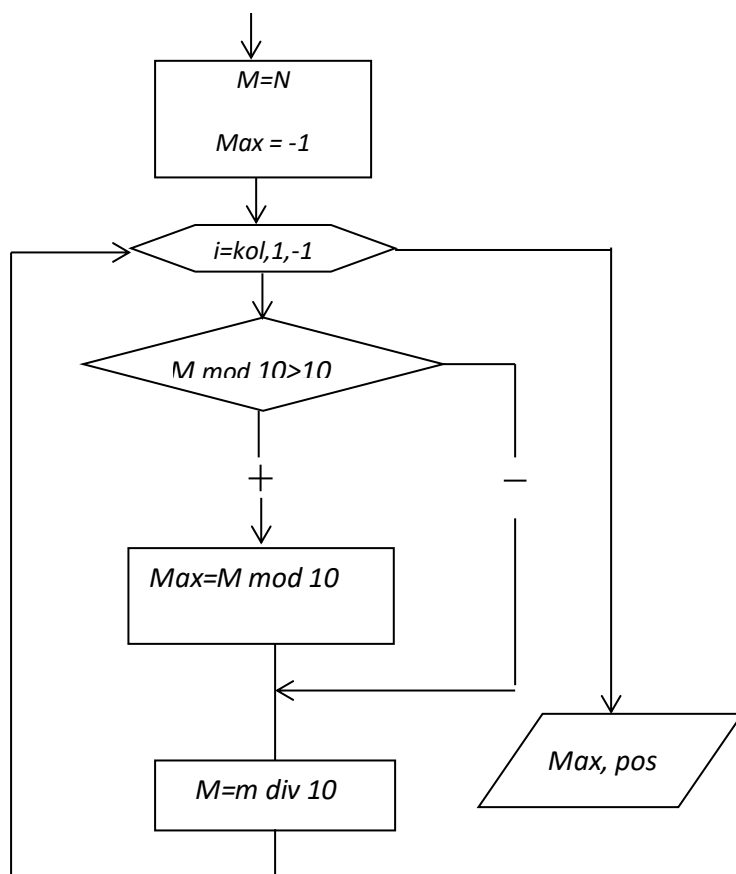 M=N
Max = -1
i=kol,1,-1
M mod 10>10
+
–
Max=M mod 10
M=m div 10
Max, pos